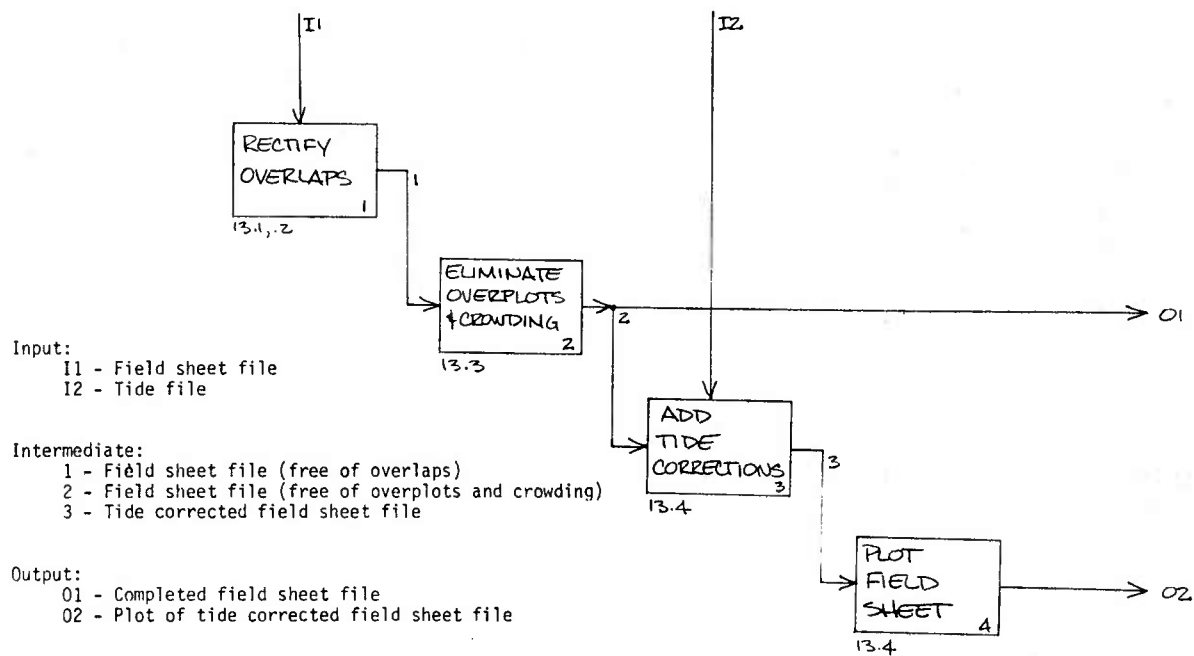 I1
I2
RECTIFY
OVERLAPS
1
13.1,.2
1
ELIMINATE
OVERPLOTS
& CROWDING
2
13.3
2
O1
Input:
I1 - Field sheet file
I2 - Tide file
ADD
TIDE
CORRECTIONS
3
13.4
3
Intermediate:
1 - Field sheet file (free of overlaps)
2 - Field sheet file (free of overplots and crowding)
3 - Tide corrected field sheet file
PLOT
FIELD
SHEET
4
13.4
O2
Output:
O1 - Completed field sheet file
O2 - Plot of tide corrected field sheet file